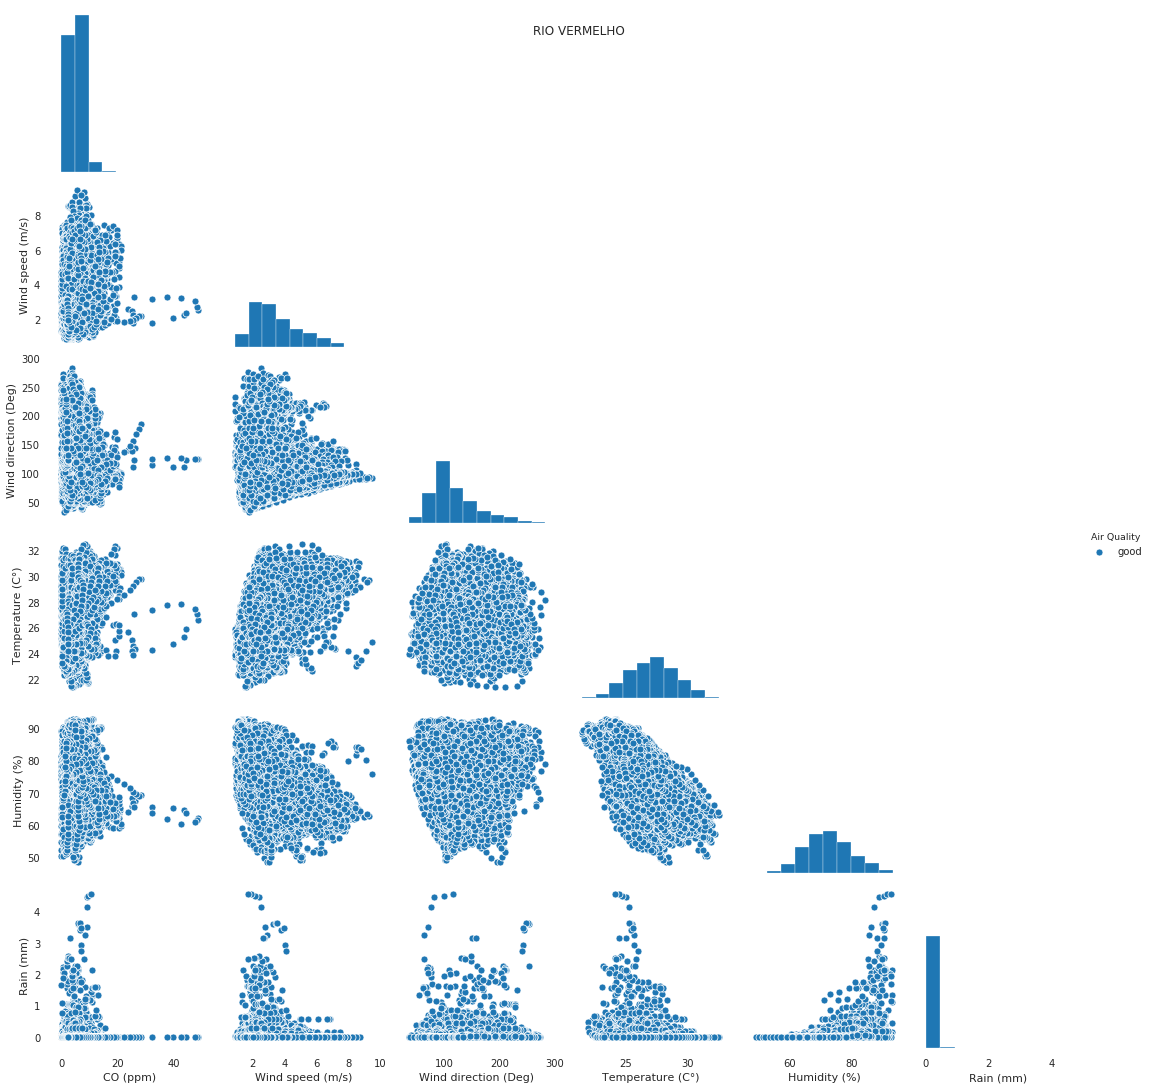 RIO VERMELHO
Wind speed (m/s)
8
6
4
2
Wind direction (Deg)
300
250
200
150
100
50
Temperature (C°)
32
30
28
26
24
22
Air Quality
good
Humidity (%)
90
80
70
60
50
Rain (mm)
4
3
2
1
0
0 20 40
2 4 6 8 10
100 200 300
25 30
60 80
0 2 4
CO (ppm)
Wind speed (m/s)
Wind direction (Deg)
Temperature (C°)
Humidity (%)
Rain (mm)